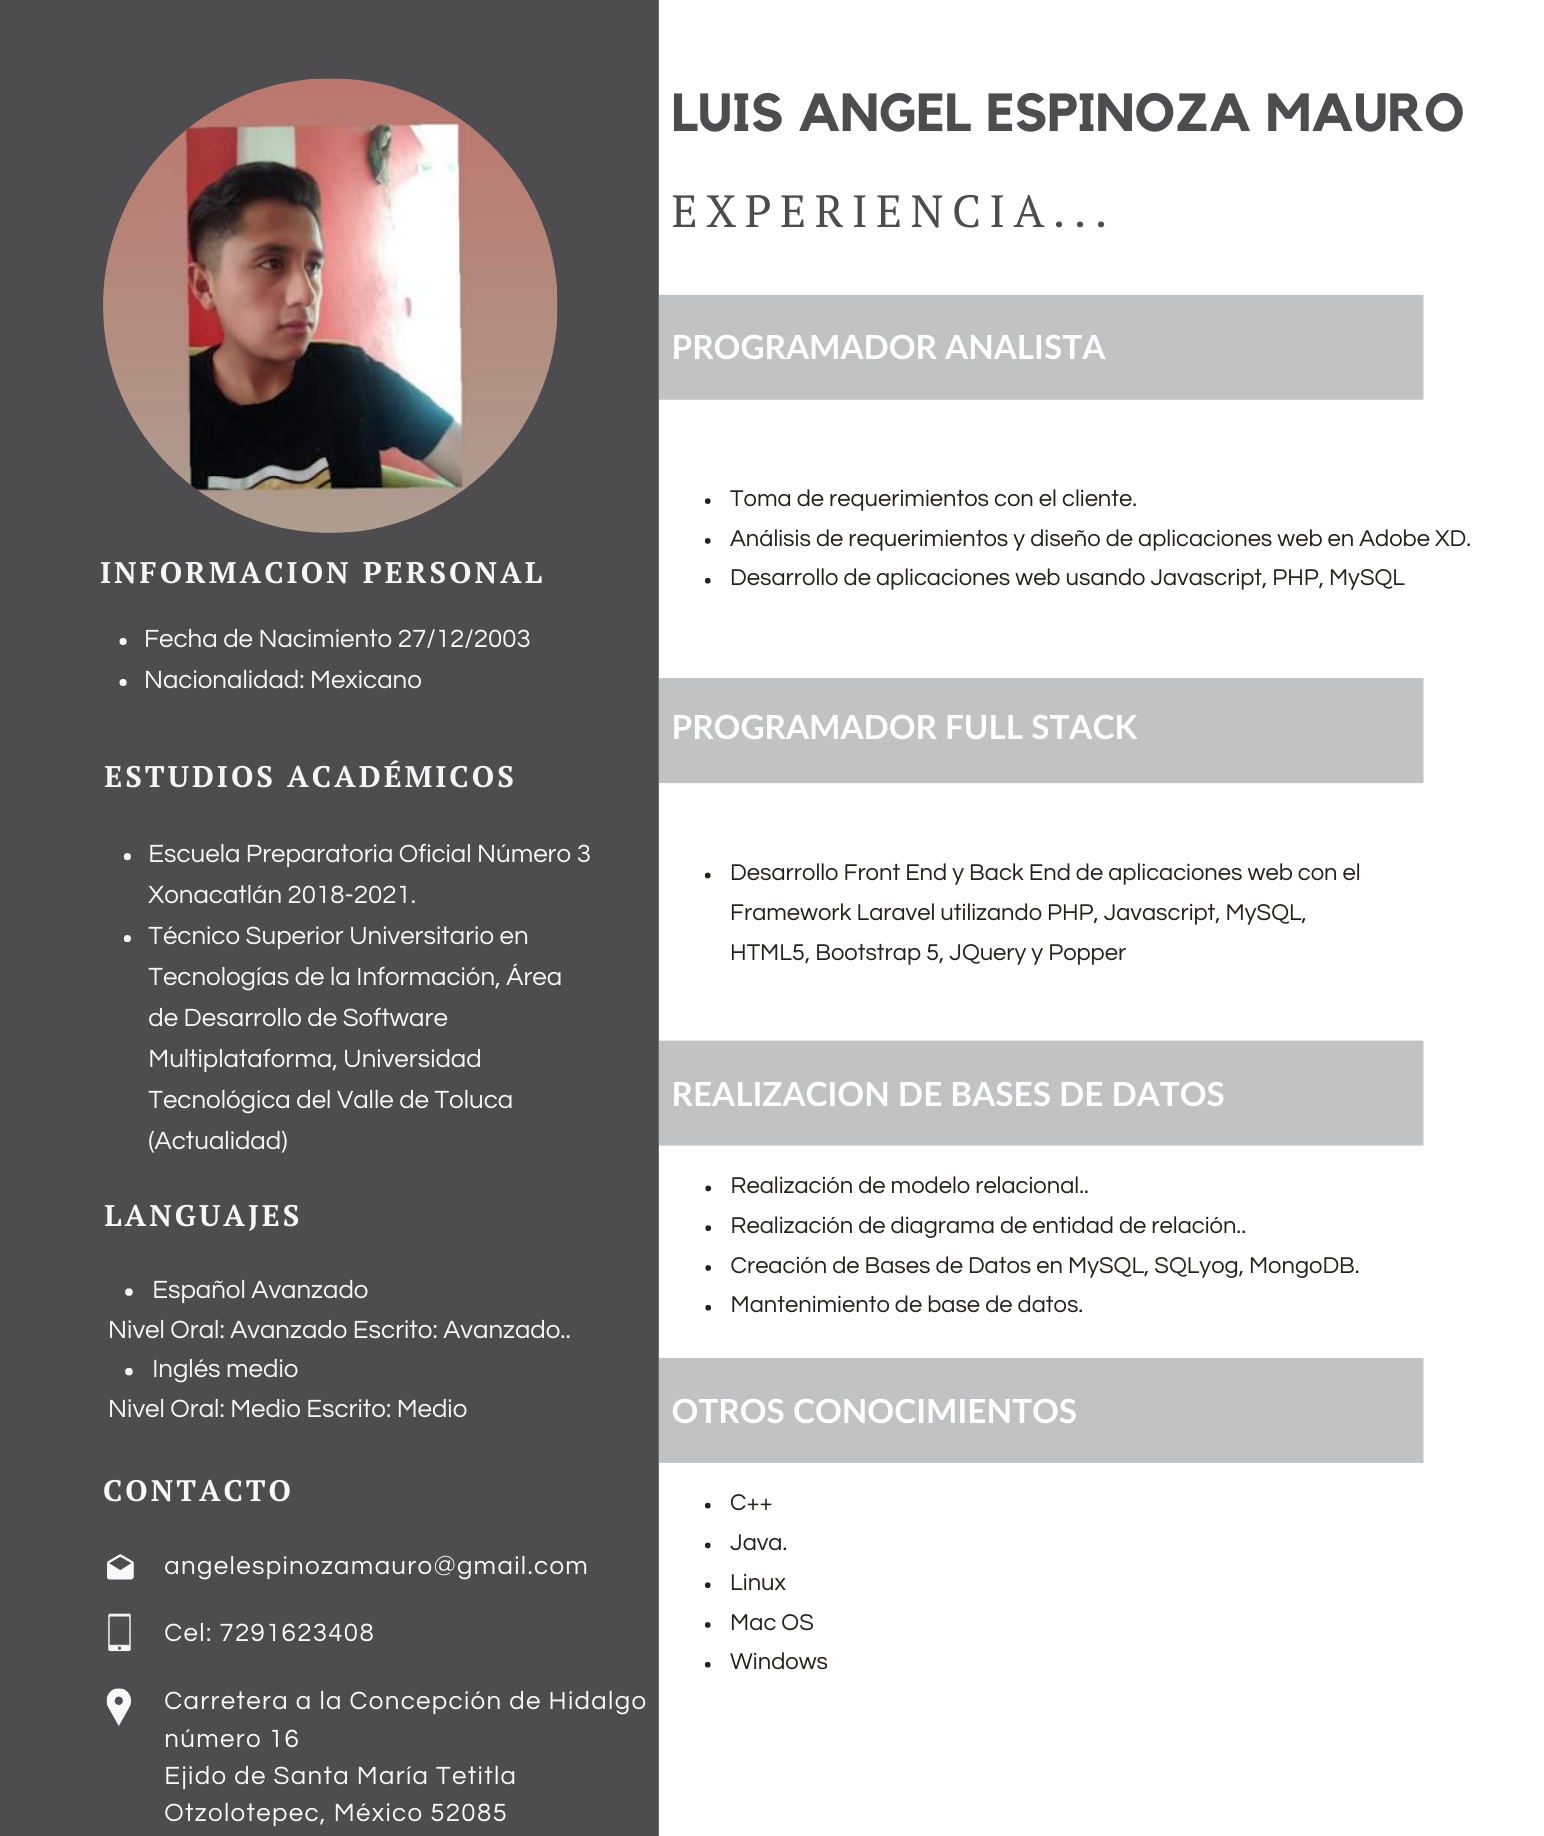 LUIS ANGEL ESPINOZA MAURO
EXPERIENCIA...
PROGRAMADOR ANALISTA
Toma de requerimientos con el cliente.
Análisis de requerimientos y diseño de aplicaciones web en Adobe XD.
Desarrollo de aplicaciones web usando Javascript, PHP, MySQL
PROGRAMADOR FULL STACK
Desarrollo Front End y Back End de aplicaciones web con el
Framework Laravel utilizando PHP, Javascript, MySQL,
HTML5, Bootstrap 5, JQuery y Popper
REALIZACION DE BASES DE DATOS
Realización de modelo relacional..
Realización de diagrama de entidad de relación..
Creación de Bases de Datos en MySQL, SQLyog, MongoDB.
Mantenimiento de base de datos.
OTROS CONOCIMIENTOS
C++
Java.
Linux
Mac OS
Windows
INFORMACION PERSONAL
Fecha de Nacimiento 27/12/2003
Nacionalidad: Mexicano
ESTUDIOS ACADÉMICOS
Escuela Preparatoria Oficial Número 3
Xonacatlán 2018-2021.
Técnico Superior Universitario en
Tecnologías de la Información, Área
de Desarrollo de Software
Multiplataforma, Universidad
Tecnológica del Valle de Toluca
(Actualidad)
LANGUAJES
Español Avanzado
Nivel Oral: Avanzado Escrito: Avanzado..
Inglés medio
Nivel Oral: Medio Escrito: Medio
CONTACTO
angelespinozamauro@gmail.com
Cel: 7291623408
Carretera a la Concepción de Hidalgo
número 16
Ejido de Santa María Tetitla
Otzolotepec, México 52085